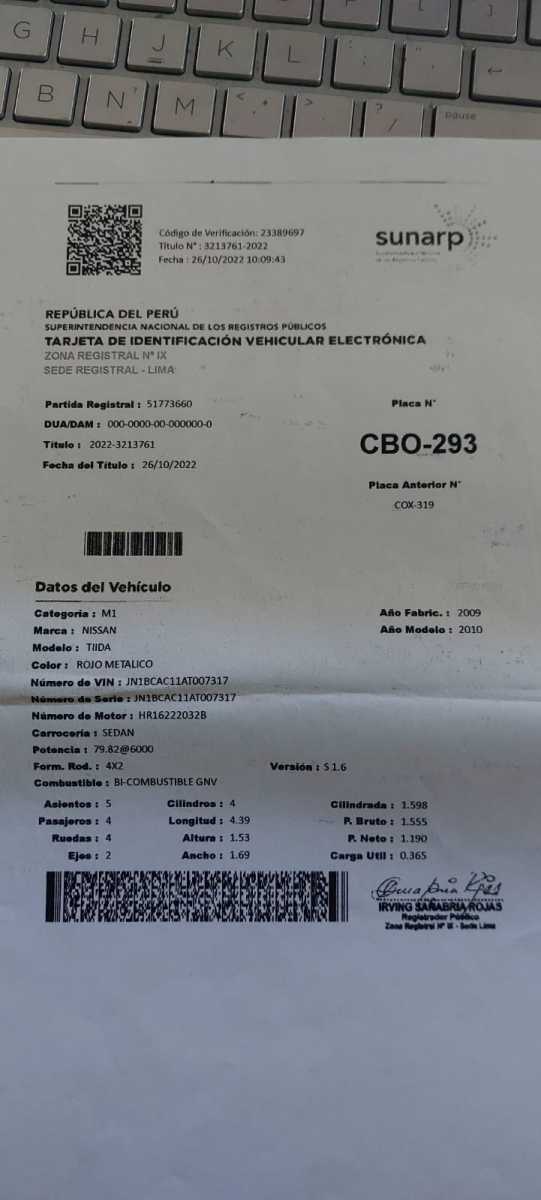 G H J K L ; : " ' ←
B N M < , > . ? / pause
Código de Verificación: 23389697
Título N° : 3213761-2022
Fecha : 26/10/2022 10:09:43
sunarp
REPÚBLICA DEL PERÚ
SUPERINTENDENCIA NACIONAL DE LOS REGISTROS PÚBLICOS
TARJETA DE IDENTIFICACIÓN VEHICULAR ELECTRÓNICA
ZONA REGISTRAL N° IX
SEDE REGISTRAL - LIMA
Partida Registral : 51773660
Placa N°
DUA/DAM : 000-0000-00-000000-0
Título : 2022-3213761
CBO-293
Fecha del Título : 26/10/2022
Placa Anterior N°
COX-319
Datos del Vehículo
Categoría : M1 Año Fabric. : 2009
Marca : NISSAN Año Modelo : 2010
Modelo : TIIDA
Color : ROJO METALICO
Número de VIN : JN1BCAC11AT007317
Número de Serie : JN1BCAC11AT007317
Número de Motor : HR16222032B
Carrocería : SEDAN
Potencia : 79.82@6000
Form. Rod. : 4X2 Versión : S 1.6
Combustible : BI-COMBUSTIBLE GNV
Asientos : 5 Cilindros : 4 Cilindrada : 1.598
Pasajeros : 4 Longitud : 4.39 P. Bruto : 1.555
Ruedas : 4 Altura : 1.53 P. Neto : 1.190
Ejes : 2 Ancho : 1.69 Carga Util : 0.365
IRVING SAÑABRIA ROJAS
Registrador Público
Zona Registral N° IX - Sede Lima